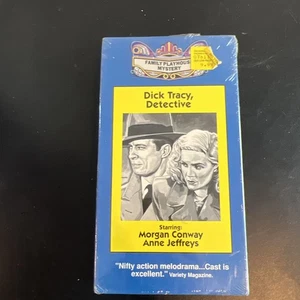 FAMILY PLAYHOUSE
MYSTERY
Dick Tracy,
Detective
Starring:
Morgan Conway
Anne Jeffreys
"Nifty action melodrama...Cast is
excellent." Variety Magazine.